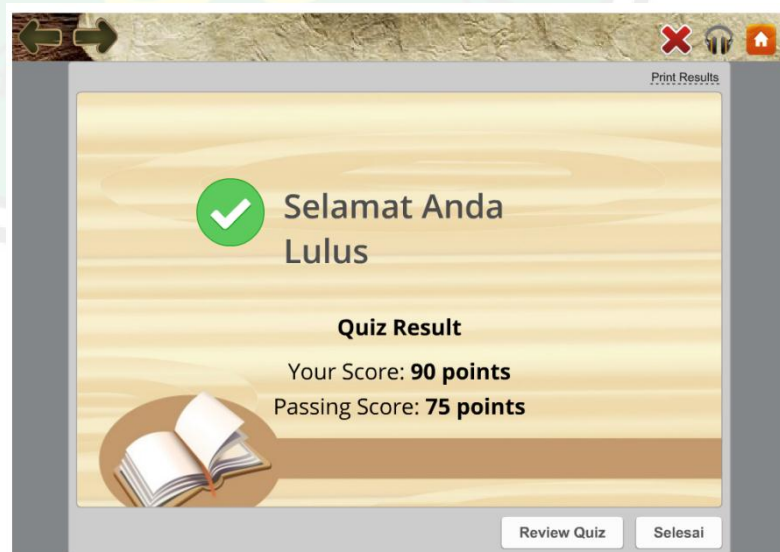 Print Results
Selamat Anda
Lulus
Quiz Result
Your Score: 90 points
Passing Score: 75 points
Review Quiz
Selesai